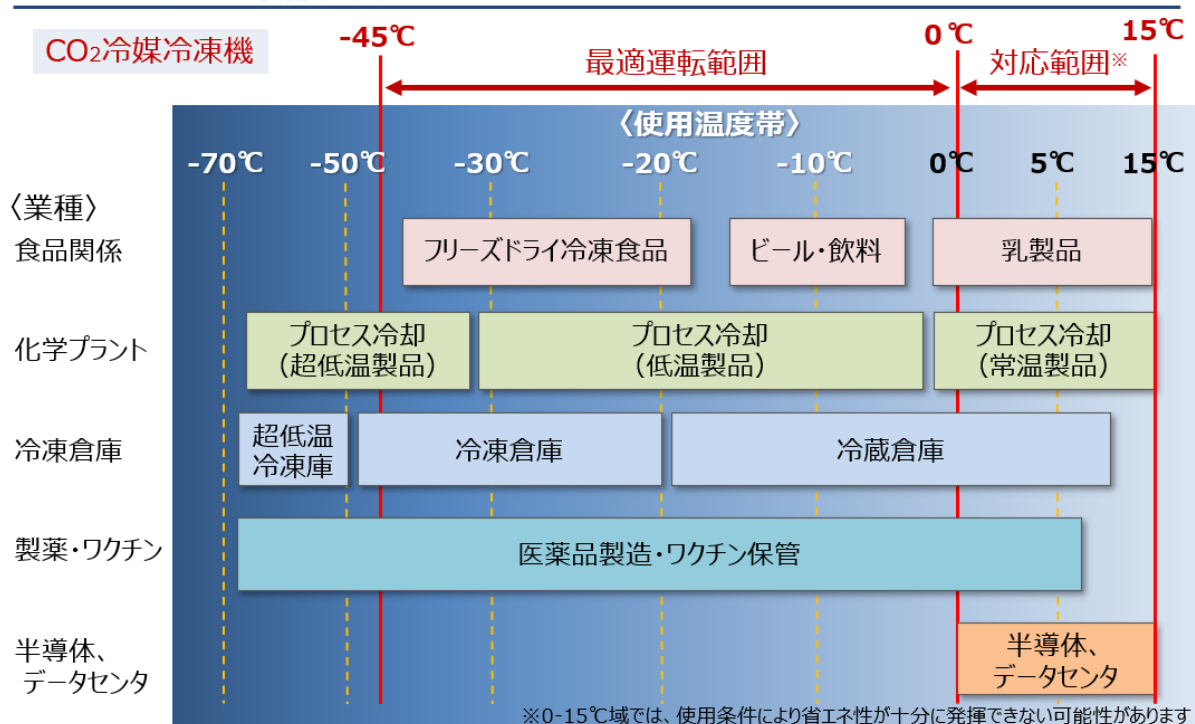 CO2冷媒冷凍機
-45℃ 0℃ 15℃
最適運転範囲 対応範囲※
〈使用温度帯〉
-70℃ -50℃ -30℃ -20℃ -10℃ 0℃ 5℃ 15℃
〈業種〉
食品関係
フリーズドライ冷凍食品
ビール・飲料
乳製品
化学プラント
プロセス冷却
(超低温製品)
プロセス冷却
(低温製品)
プロセス冷却
(常温製品)
冷凍倉庫
超低温
冷凍庫
冷凍倉庫
冷蔵倉庫
製薬・ワクチン
医薬品製造・ワクチン保管
半導体、
データセンタ
半導体、
データセンタ
※0-15℃域では、使用条件により省エネ性が十分に発揮できない可能性があります